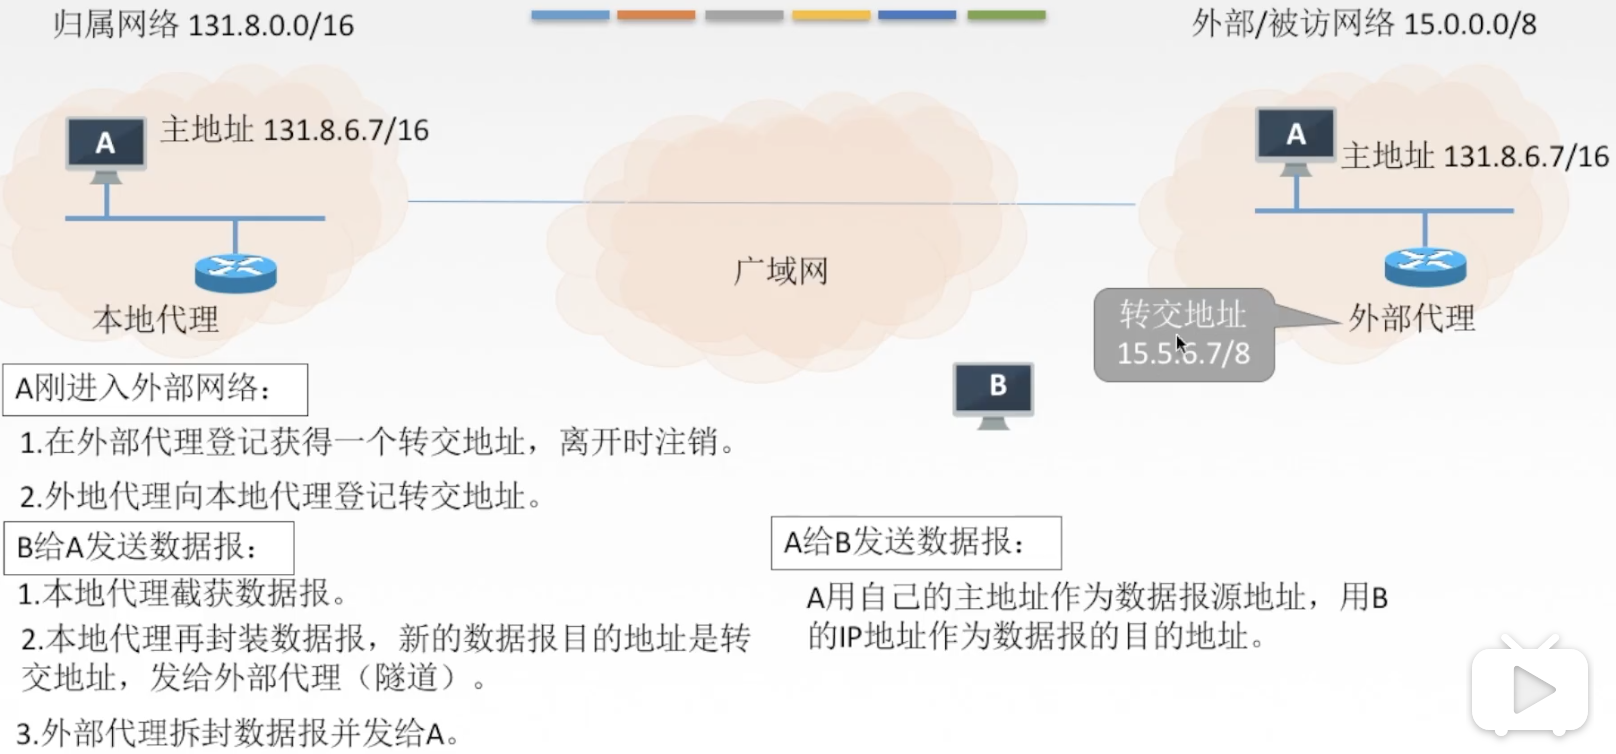 归属网络 131.8.0.0/16
外部/被访网络 15.0.0.0/8
A
主地址 131.8.6.7/16
A
主地址 131.8.6.7/16
广域网
本地代理
转交地址
15.5.6.7/8
外部代理
B
A刚进入外部网络：
1.在外部代理登记获得一个转交地址，离开时注销。
2.外地代理向本地代理登记转交地址。
B给A发送数据报：
1.本地代理截获数据报。
2.本地代理再封装数据报，新的数据报目的地址是转
交地址，发给外部代理（隧道）。
3.外部代理拆封数据报并发给A。
A给B发送数据报：
A用自己的主地址作为数据报源地址，用B
的IP地址作为数据报的目的地址。